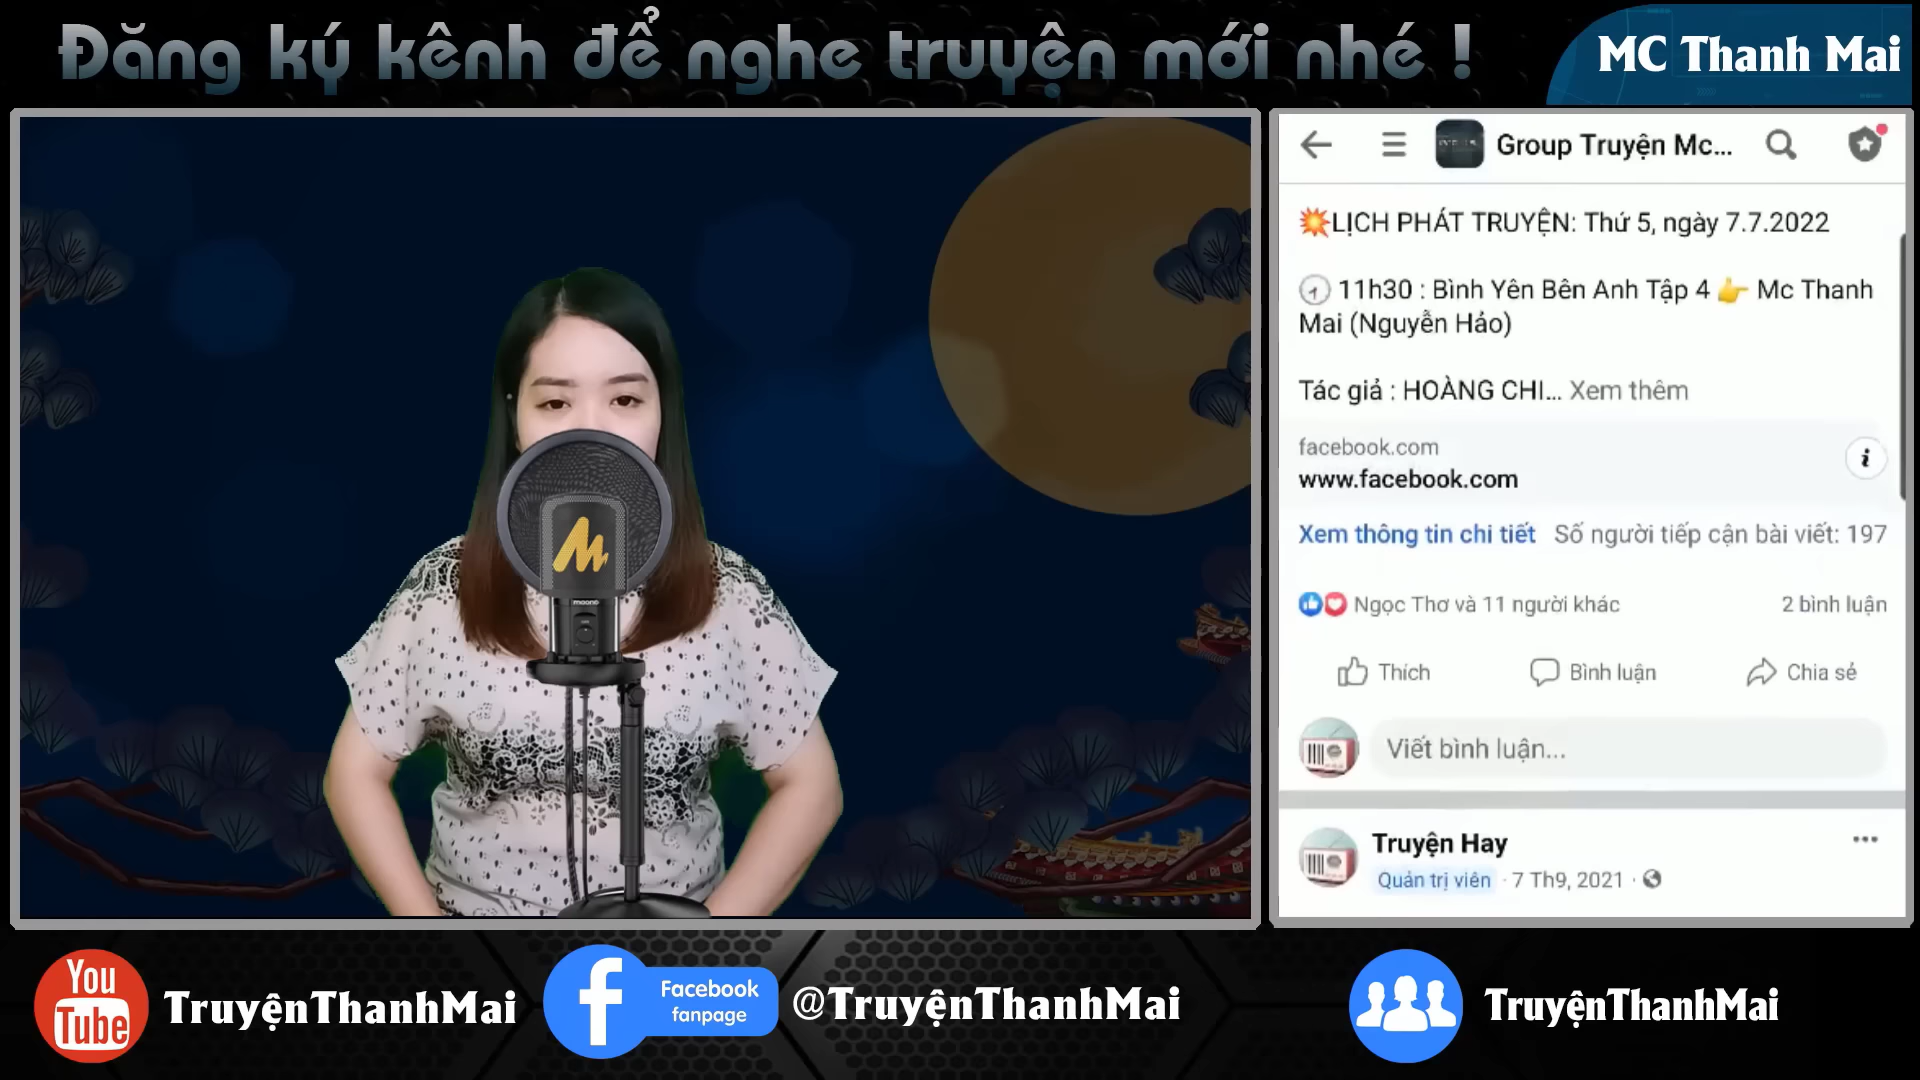 Đăng ký kênh để nghe truyện mới nhé !
MC Thanh Mai
Group Truyện Mc...
💥LỊCH PHÁT TRUYỆN: Thứ 5, ngày 7.7.2022
🕢 11h30 : Bình Yên Bên Anh Tập 4 👉 Mc Thanh
Mai (Nguyễn Hảo)
Tác giả : HOÀNG CHI... Xem thêm
facebook.com
www.facebook.com
Xem thông tin chi tiết Số người tiếp cận bài viết: 197
Ngọc Thơ và 11 người khác 2 bình luận
Thích Bình luận Chia sẻ
Viết bình luận...
Truyện Hay
Quản trị viên · 7 Th9, 2021 ·
maono
You
Tube
TruyệnThanhMai
Facebook
fanpage
@TruyệnThanhMai
TruyệnThanhMai